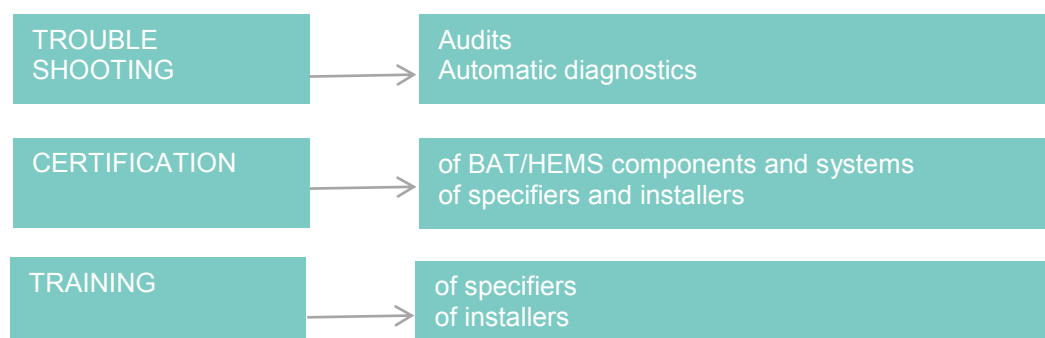 TROUBLE
SHOOTING
Audits
Automatic diagnostics
CERTIFICATION
of BAT/HEMS components and systems
of specifiers and installers
TRAINING
of specifiers
of installers